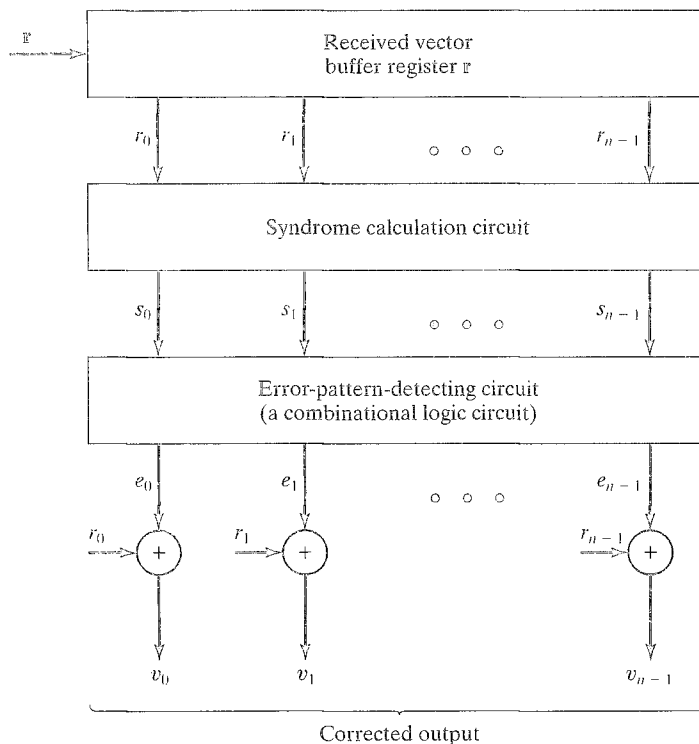 Received vector
r
buffer register r
r₀ r₁ ○ ○ ○ rₙ₋₁
Syndrome calculation circuit
s₀ s₁ ○ ○ ○ sₙ₋₁
Error-pattern-detecting circuit
(a combinational logic circuit)
e₀ e₁ ○ ○ ○ eₙ₋₁
r₀ + r₁ + rₙ₋₁ +
v₀ v₁ vₙ₋₁
Corrected output